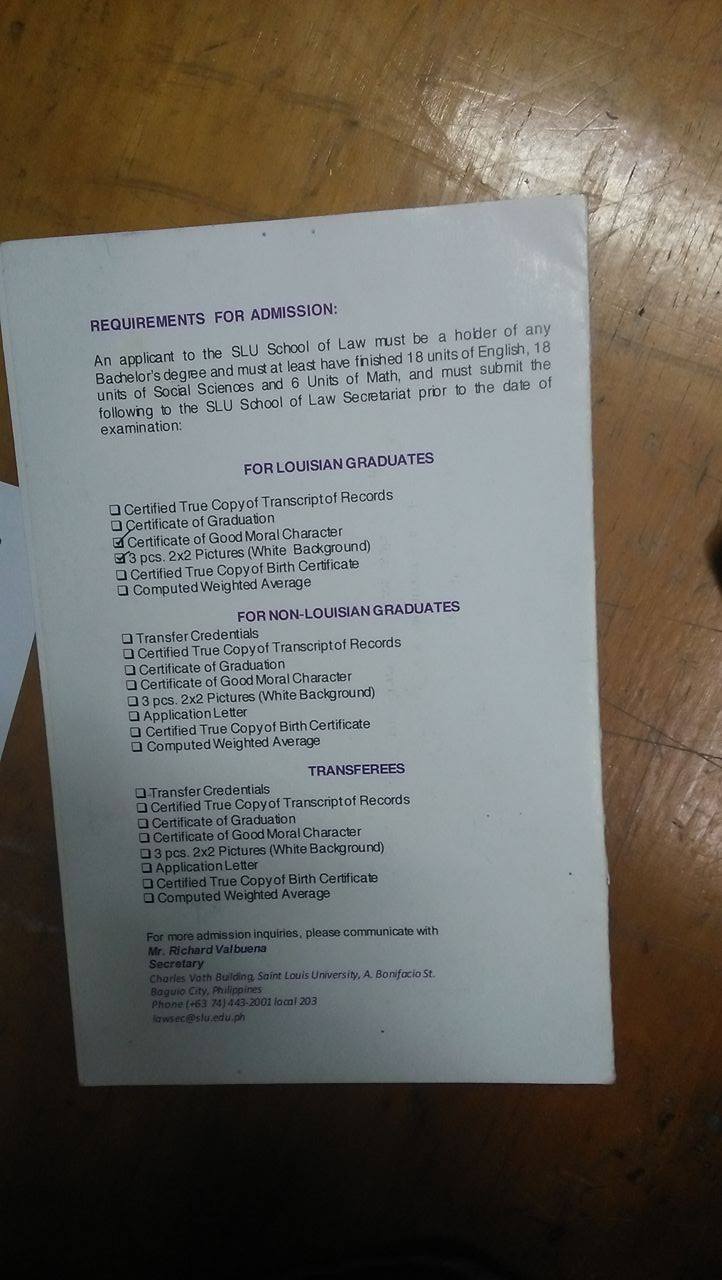 REQUIREMENTS FOR ADMISSION:
An applicant to the SLU School of Law must be a holder of any
Bachelor's degree and must at least have finished 18 units of English, 18
units of Social Sciences and 6 Units of Math, and must submit the
following to the SLU School of Law Secretariat prior to the date of
examination:
FOR LOUISIAN GRADUATES
❑ Certified True Copy of Transcript of Records
❑ Certificate of Graduation
☑ Certificate of Good Moral Character
☑ 3 pcs. 2x2 Pictures (White Background)
❑ Certified True Copy of Birth Certificate
❑ Computed Weighted Average
FOR NON-LOUISIAN GRADUATES
❑ Transfer Credentials
❑ Certified True Copy of Transcript of Records
❑ Certificate of Graduation
❑ Certificate of Good Moral Character
❑ 3 pcs. 2x2 Pictures (White Background)
❑ Application Letter
❑ Certified True Copy of Birth Certificate
❑ Computed Weighted Average
TRANSFEREES
❑ Transfer Credentials
❑ Certified True Copy of Transcript of Records
❑ Certificate of Graduation
❑ Certificate of Good Moral Character
❑ 3 pcs. 2x2 Pictures (White Background)
❑ Application Letter
❑ Certified True Copy of Birth Certificate
❑ Computed Weighted Average
For more admission inquiries, please communicate with
Mr. Richard Valbuena
Secretary
Charles Vath Building, Saint Louis University, A. Bonifacio St.
Baguio City, Philippines
Phone (+63 74) 443-2001 local 203
lawsec@slu.edu.ph